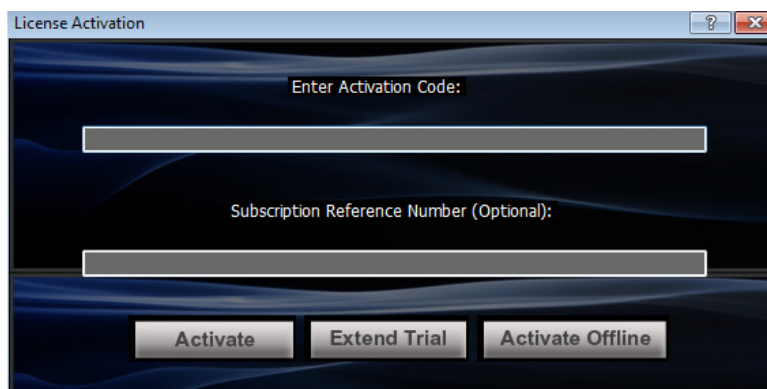 License Activation
Enter Activation Code:
Subscription Reference Number (Optional):
Activate Extend Trial Activate Offline